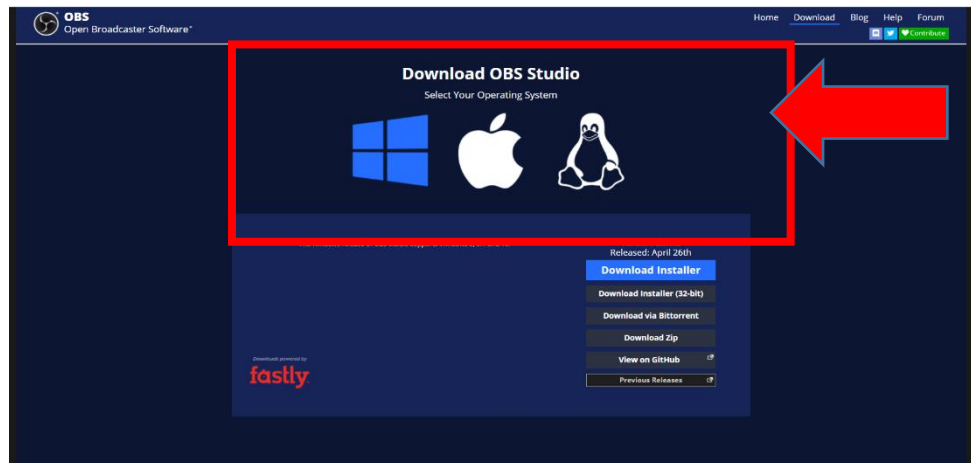 OBS
Open Broadcaster Software
Home Download Blog Help Forum
Contribute
Download OBS Studio
Select Your Operating System
Released: April 26th
Download Installer
Download Installer (32-bit)
Download via Bittorrent
Download Zip
View on GitHub
Previous Releases
Downloads powered by
fastly